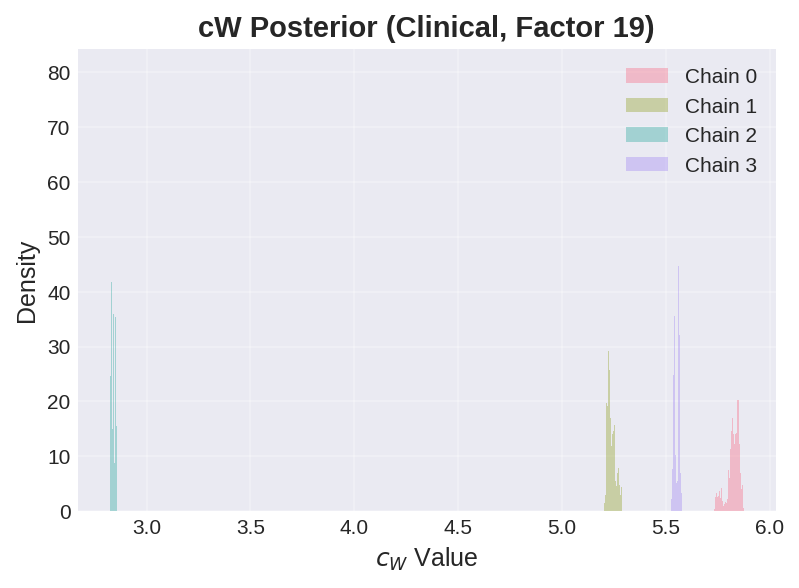 cW Posterior (Clinical, Factor 19)
Chain 0
Chain 1
Chain 2
Chain 3
Density
80
70
60
50
40
30
20
10
0
3.0 3.5 4.0 4.5 5.0 5.5 6.0
c_W Value